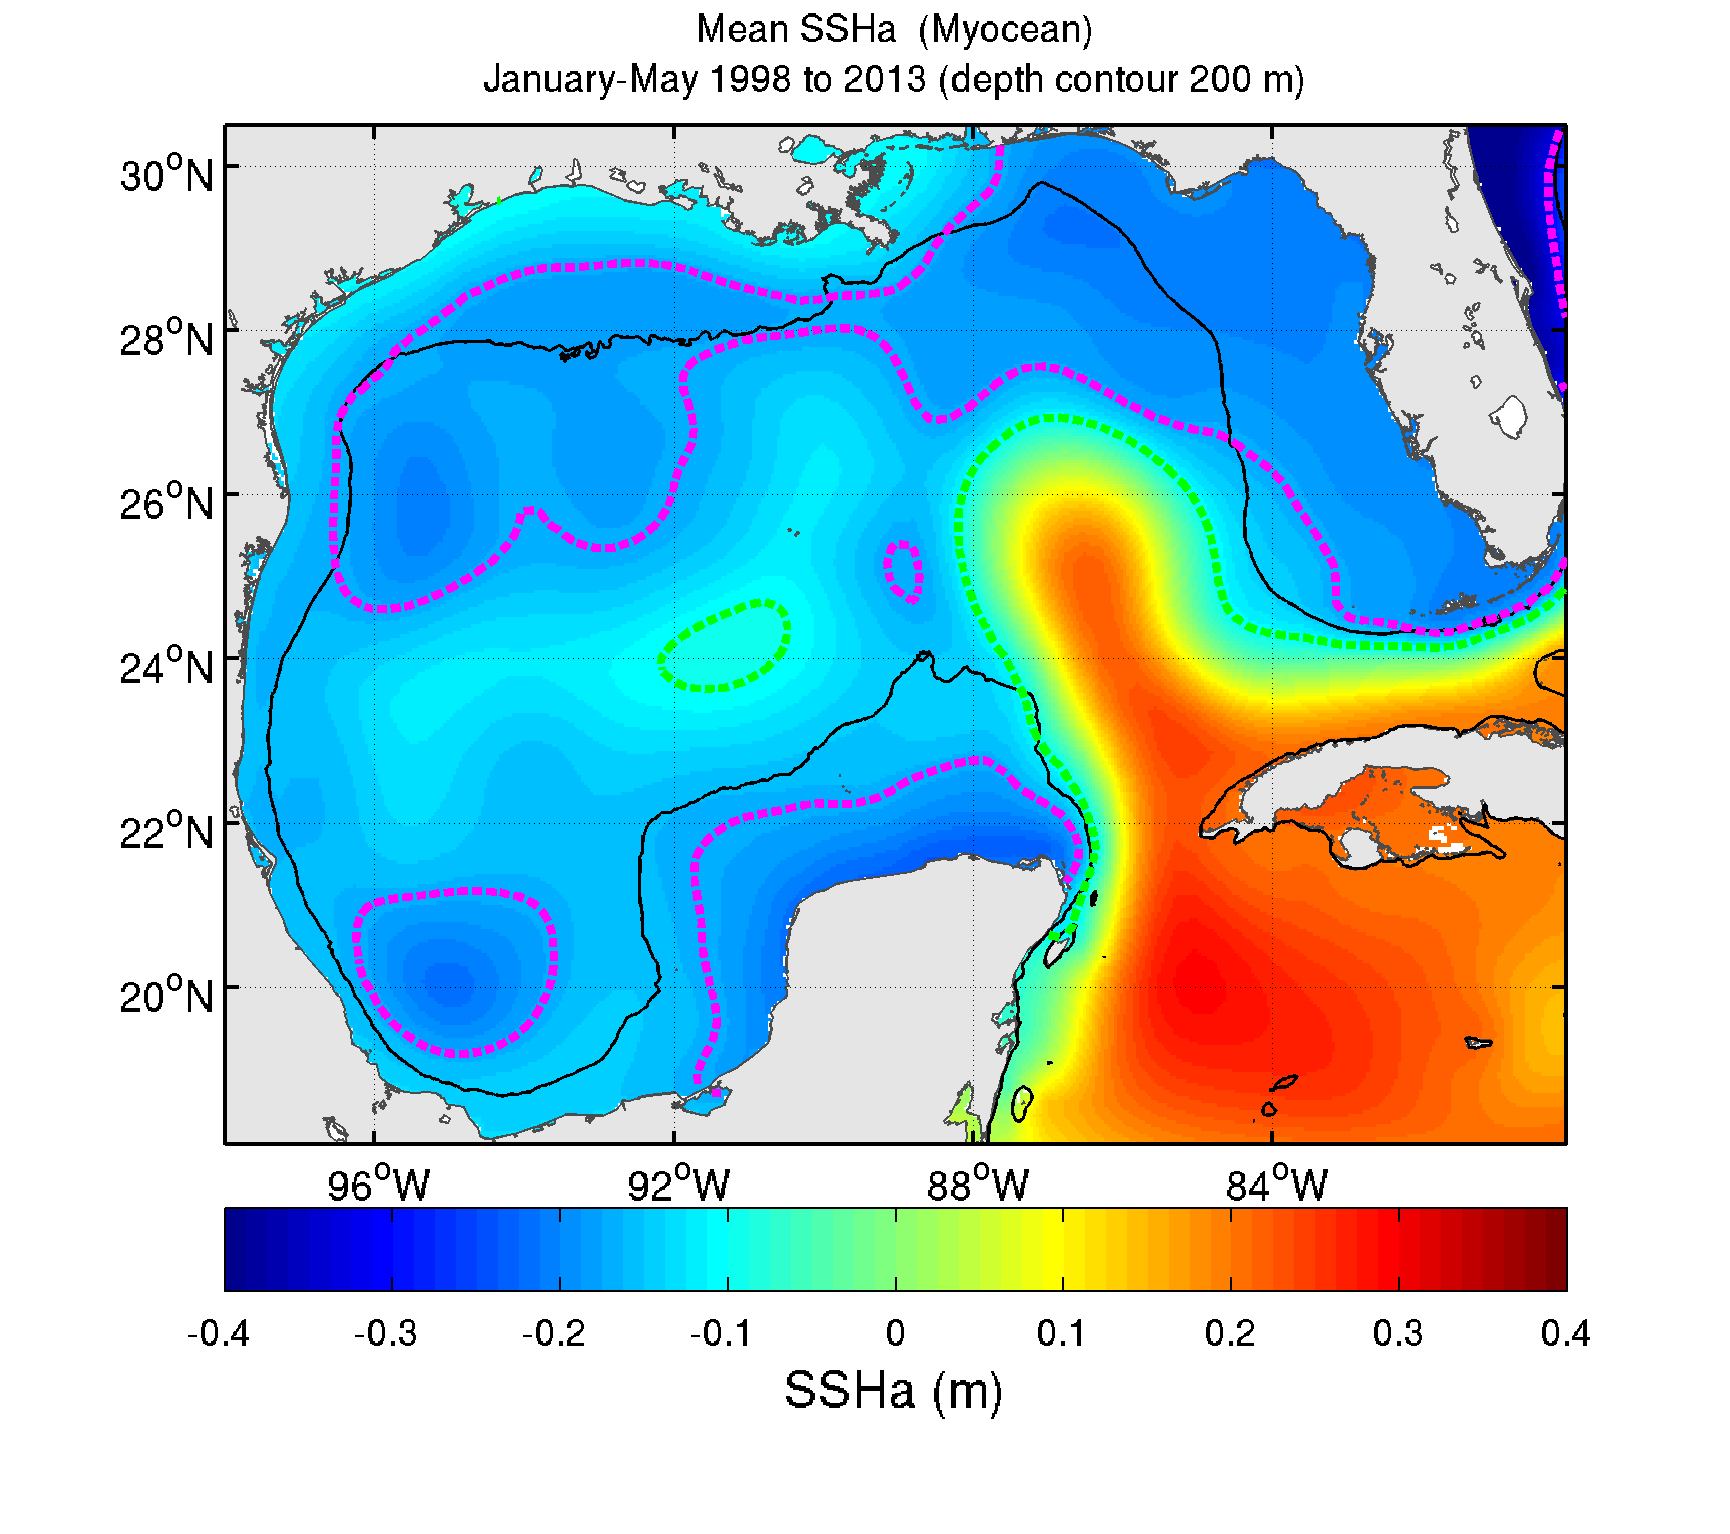 Mean SSHa (Myocean)
January-May 1998 to 2013 (depth contour 200 m)
30°N
28°N
26°N
24°N
22°N
20°N
96°W 92°W 88°W 84°W
-0.4 -0.3 -0.2 -0.1 0 0.1 0.2 0.3 0.4
SSHa (m)